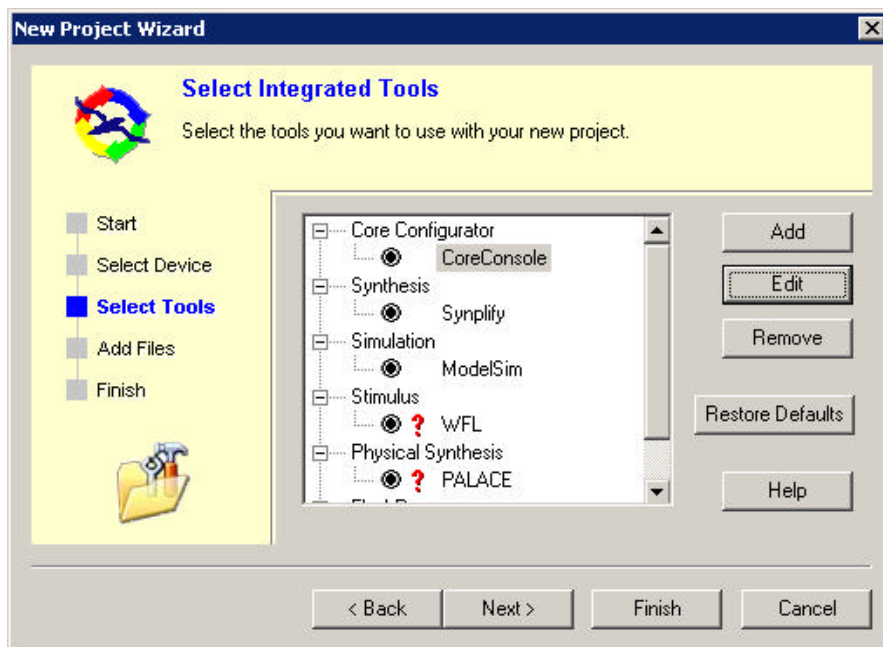 New Project Wizard
Select Integrated Tools
Select the tools you want to use with your new project.
Start
Select Device
Select Tools
Add Files
Finish
Core Configurator
CoreConsole
Synthesis
Synplify
Simulation
ModelSim
Stimulus
? WFL
Physical Synthesis
? PALACE
Add
Edit
Remove
Restore Defaults
Help
< Back
Next >
Finish
Cancel